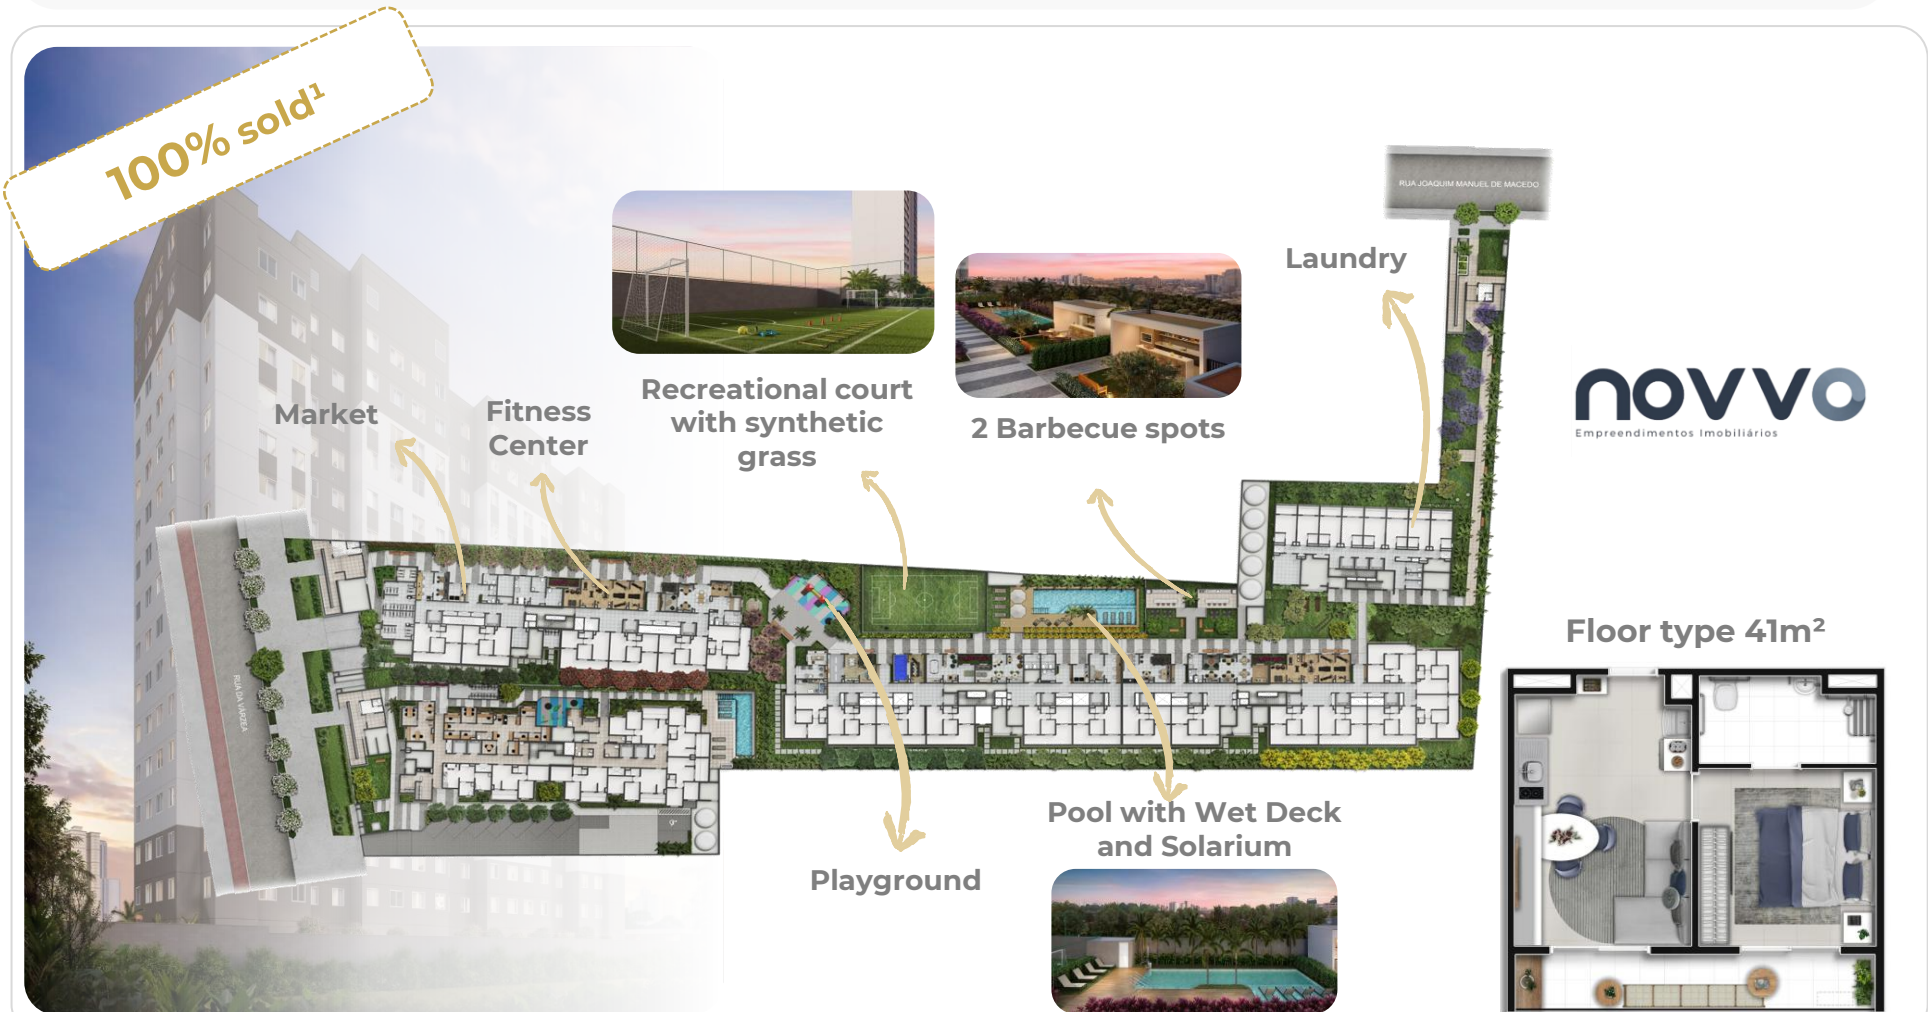 100% sold¹
RUA JOAQUIM MANUEL DE MACEDO
Laundry
Recreational court
with synthetic
grass
2 Barbecue spots
Market
Fitness
Center
novvo
Empreendimentos Imobiliários
Floor type 41m²
RUA DA VÁRZEA
Pool with Wet Deck
and Solarium
Playground